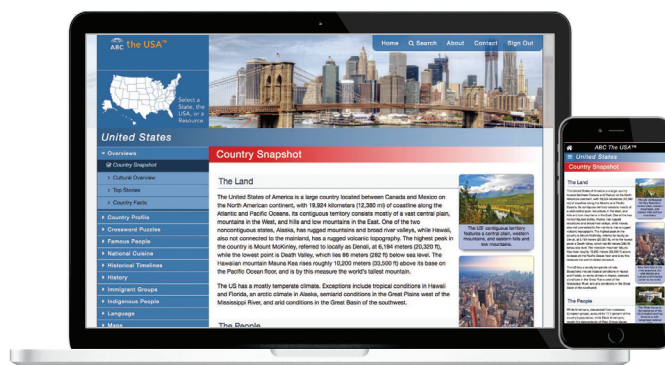 ABC the USA™
Home Search About Contact Sign Out
Select a
State, the
USA, or a
Resource
United States
Overviews
Country Snapshot
Cultural Overview
Top Stories
Country Facts
Country Profile
Crossword Puzzles
Famous People
National Cuisine
Historical Timelines
History
Immigrant Groups
Indigenous People
Language
Maps
Country Snapshot
The Land
The United States of America is a large country located between Canada and Mexico on
the North American continent, with 19,924 kilometers (12,380 mi) of coastline along the
Atlantic and Pacific Oceans. Its contiguous territory consists mostly of a vast central plain,
mountains in the West, and hills and low mountains in the East. One of the two
noncontiguous states, Alaska, has rugged mountains and broad river valleys, while Hawaii,
also not connected to the mainland, has a rugged volcanic topography. The highest peak in
the country is Mount McKinley, referred to locally as Denali, at 6,194 meters (20,320 ft),
while the lowest point is Death Valley, which lies 86 meters (282 ft) below sea level. The
Hawaiian mountain Mauna Kea rises roughly 10,200 meters (33,500 ft) above its base on
the Pacific Ocean floor, and is by this measure the world's tallest mountain.
The US has a mostly temperate climate. Exceptions include tropical conditions in Hawaii
and Florida, an arctic climate in Alaska, semiarid conditions in the Great Plains west of the
Mississippi River, and arid conditions in the Great Basin of the southwest.
The People
The US' contiguous territory
features a central plain, western
mountains, and eastern hills and
low mountains.
ABC The USA™
United States
Country Snapshot
The Land
The People